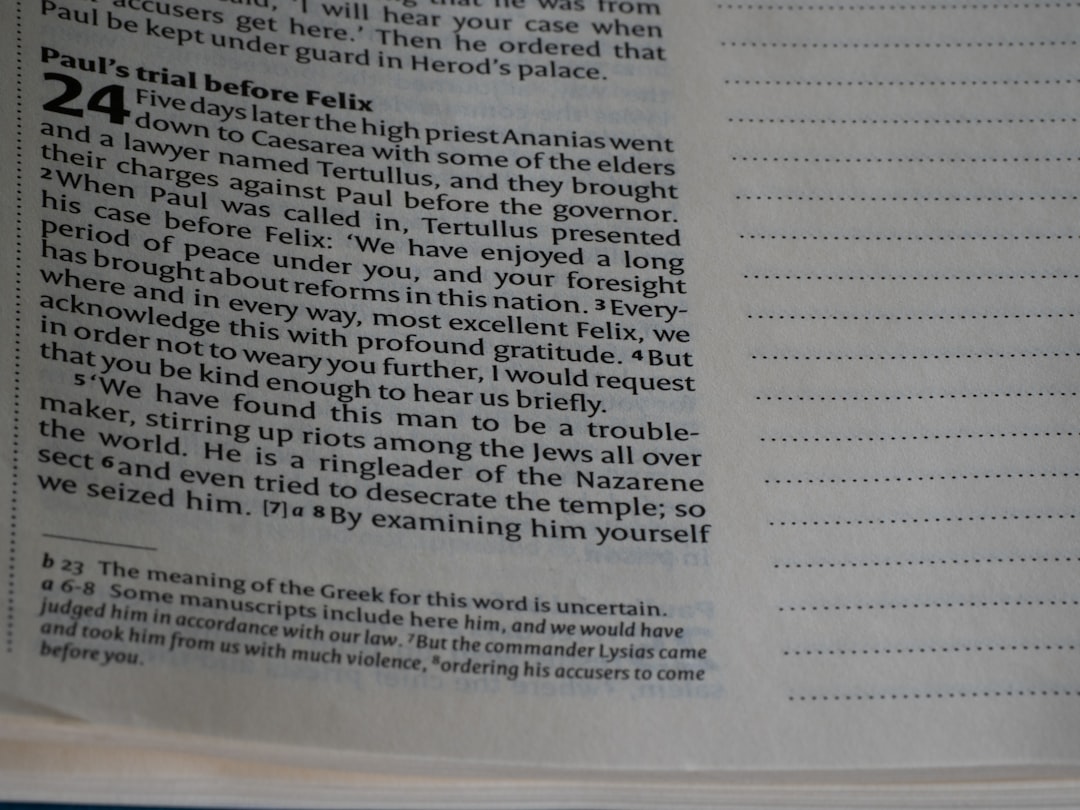 that he was from
said, 'I will hear your case when
accusers get here.' Then he ordered that
Paul be kept under guard in Herod's palace.
Paul's trial before Felix
24 Five days later the high priest Ananias went
down to Caesarea with some of the elders
and a lawyer named Tertullus, and they brought
their charges against Paul before the governor.
2 When Paul was called in, Tertullus presented
his case before Felix: 'We have enjoyed a long
period of peace under you, and your foresight
has brought about reforms in this nation. 3 Every-
where and in every way, most excellent Felix, we
acknowledge this with profound gratitude. 4 But
in order not to weary you further, I would request
that you be kind enough to hear us briefly.
5 'We have found this man to be a trouble-
maker, stirring up riots among the Jews all over
the world. He is a ringleader of the Nazarene
sect 6 and even tried to desecrate the temple; so
we seized him. [7] a 8 By examining him yourself
b 23 The meaning of the Greek for this word is uncertain.
a 6-8 Some manuscripts include here him, and we would have
judged him in accordance with our law. 7 But the commander Lysias came
and took him from us with much violence, 8 ordering his accusers to come
before you.